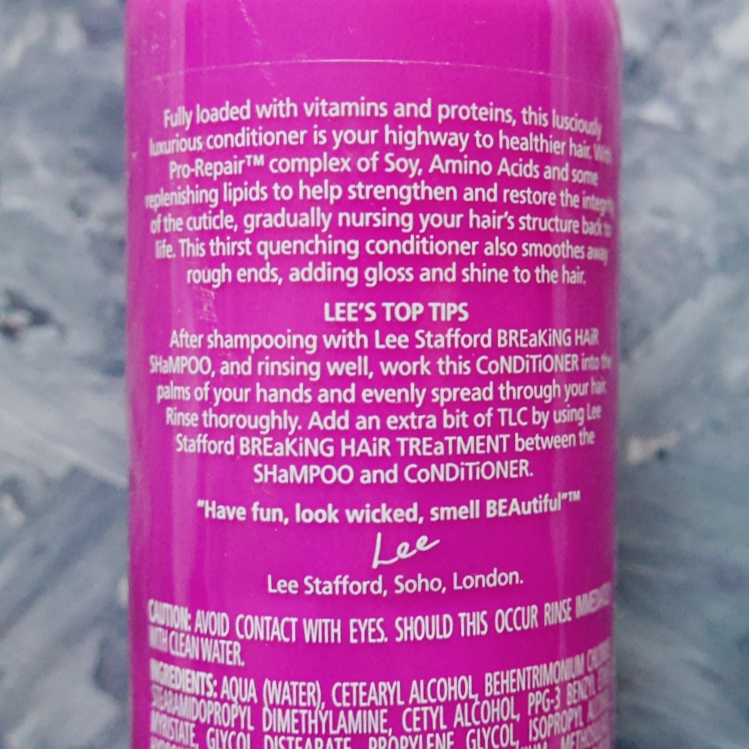 Fully loaded with vitamins and proteins, this lusciously
luxurious conditioner is your highway to healthier hair. With
Pro-Repair™ complex of Soy, Amino Acids and some
replenishing lipids to help strengthen and restore the integrity
of the cuticle, gradually nursing your hair's structure back to
life. This thirst quenching conditioner also smoothes away
rough ends, adding gloss and shine to the hair.
LEE'S TOP TIPS
After shampooing with Lee Stafford BREaKiNG HAiR
SHaMPOO, and rinsing well, work this CoNDiTiONER into the
palms of your hands and evenly spread through your hair.
Rinse thoroughly. Add an extra bit of TLC by using Lee
Stafford BREaKiNG HAiR TREaTMENT between the
SHaMPOO and CoNDiTiONER.
"Have fun, look wicked, smell BEAutiful"™
Lee
Lee Stafford, Soho, London.
CAUTION: AVOID CONTACT WITH EYES. SHOULD THIS OCCUR RINSE IMMEDIATELY
WITH CLEAN WATER.
INGREDIENTS: AQUA (WATER), CETEARYL ALCOHOL, BEHENTRIMONIUM
STEARAMIDOPROPYL DIMETHYLAMINE, CETYL ALCOHOL, PPG-3 BENZYL
MYRISTATE, GLYCOL DISTEARATE, PROPYLENE GLYCOL, ISOPROPYL